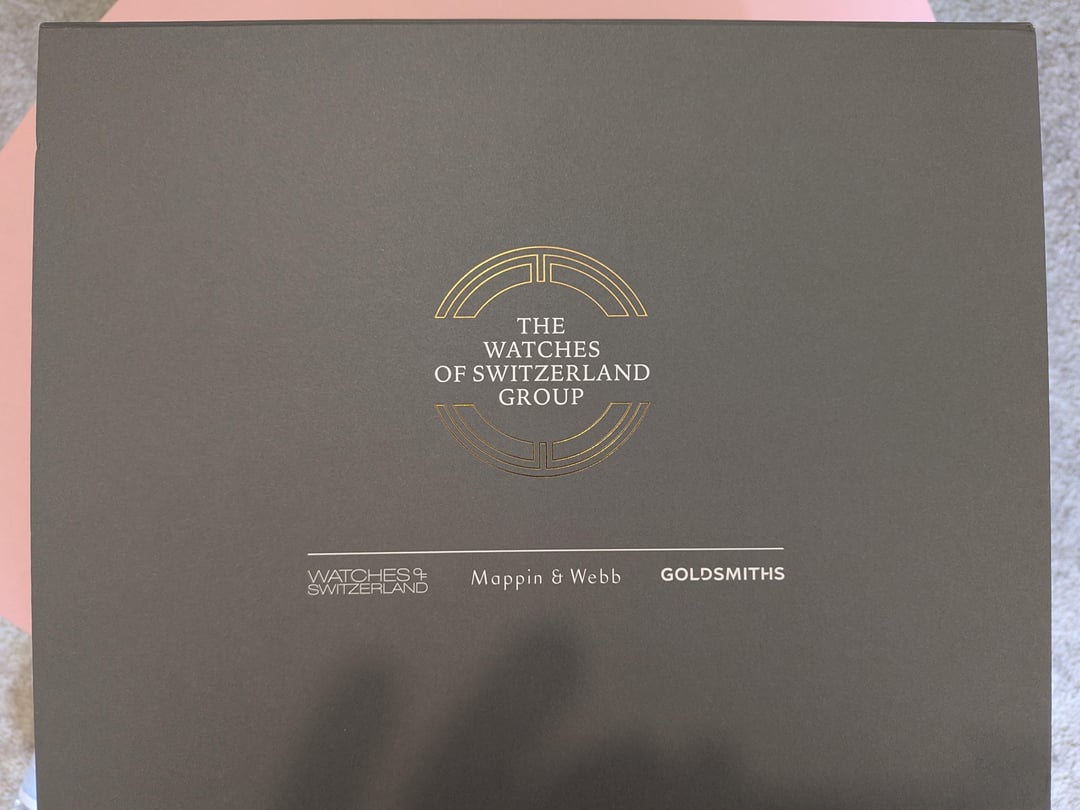 THE
WATCHES
OF SWITZERLAND
GROUP
WATCHES OF
SWITZERLAND
Mappin & Webb
GOLDSMITHS